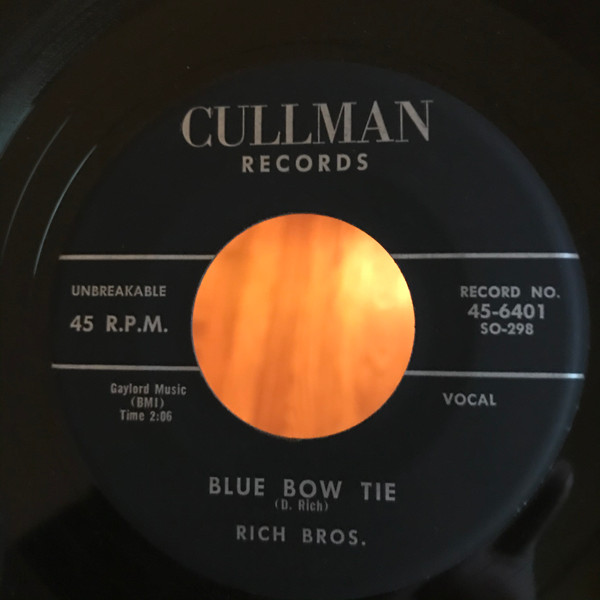 CULLMAN
RECORDS
UNBREAKABLE
45 R.P.M.
RECORD NO.
45-6401
SO-298
Gaylord Music
(BMI)
Time 2:06
VOCAL
BLUE BOW TIE
(D. Rich)
RICH BROS.